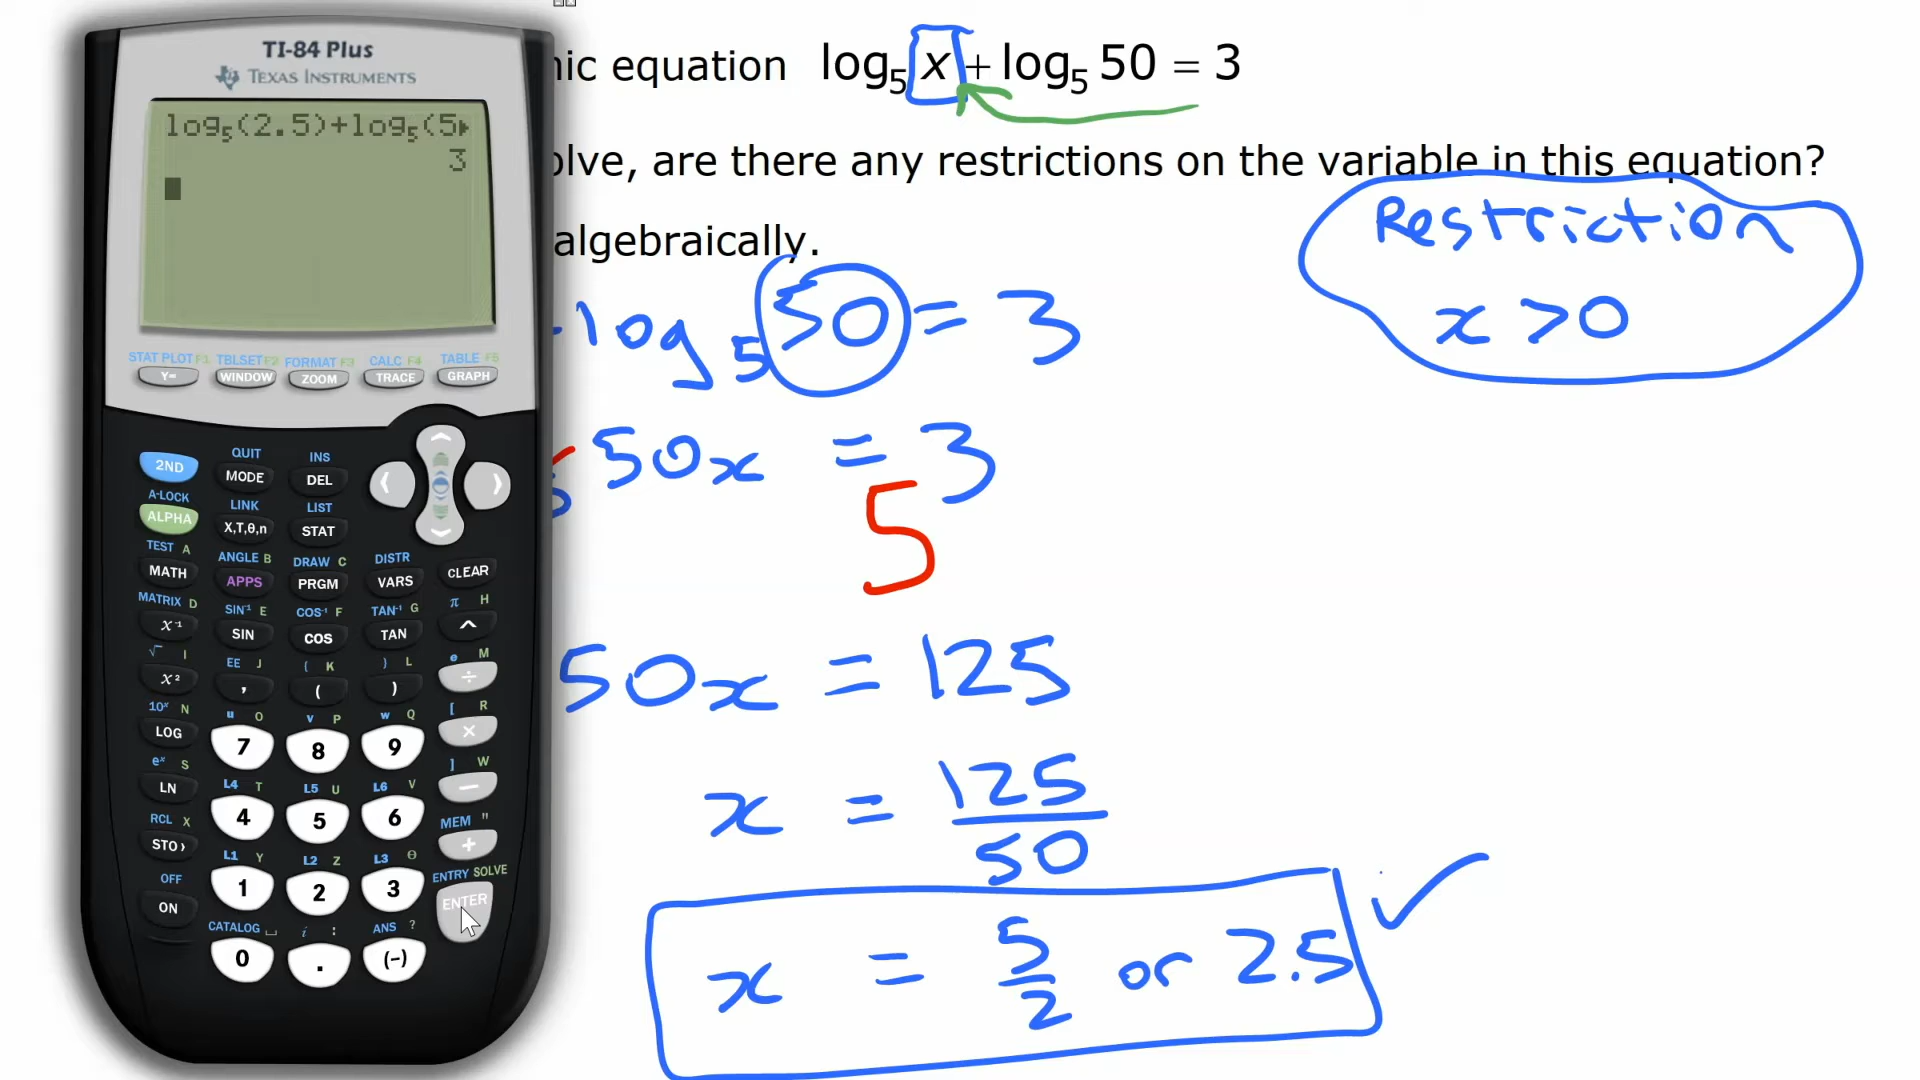 TI-84 Plus
TEXAS INSTRUMENTS
log₅(2.5)+log₅(5
3
STAT PLOT F1 TBLSET F2 FORMAT F3 CALC F4 TABLE F5
Y= WINDOW ZOOM TRACE GRAPH
QUIT INS
2ND MODE DEL
A-LOCK LINK LIST
ALPHA X,T,θ,n STAT
TEST A ANGLE B DRAW C DISTR
MATH APPS PRGM VARS CLEAR
MATRIX D SIN⁻¹ E COS⁻¹ F TAN⁻¹ G π H
x⁻¹ SIN COS TAN ^
√ I EE J { K } L e M
x² , ( ) ÷
10ˣ N u O v P w Q [ R
LOG 7 8 9 ×
eˣ S L4 T L5 U L6 V ] W
LN 4 5 6 −
RCL X L1 Y L2 Z L3 θ MEM "
STO› 1 2 3 +
OFF CATALOG i : ANS ? ENTRY SOLVE
ON 0 . (−) ENTER
ic equation log₅ x + log₅ 50 = 3
olve, are there any restrictions on the variable in this equation?
algebraically.
Restriction
x > 0
log₅ 50 = 3
50x = 3
5
50x = 125
x = 125/50
x = 5/2 or 2.5 ✓